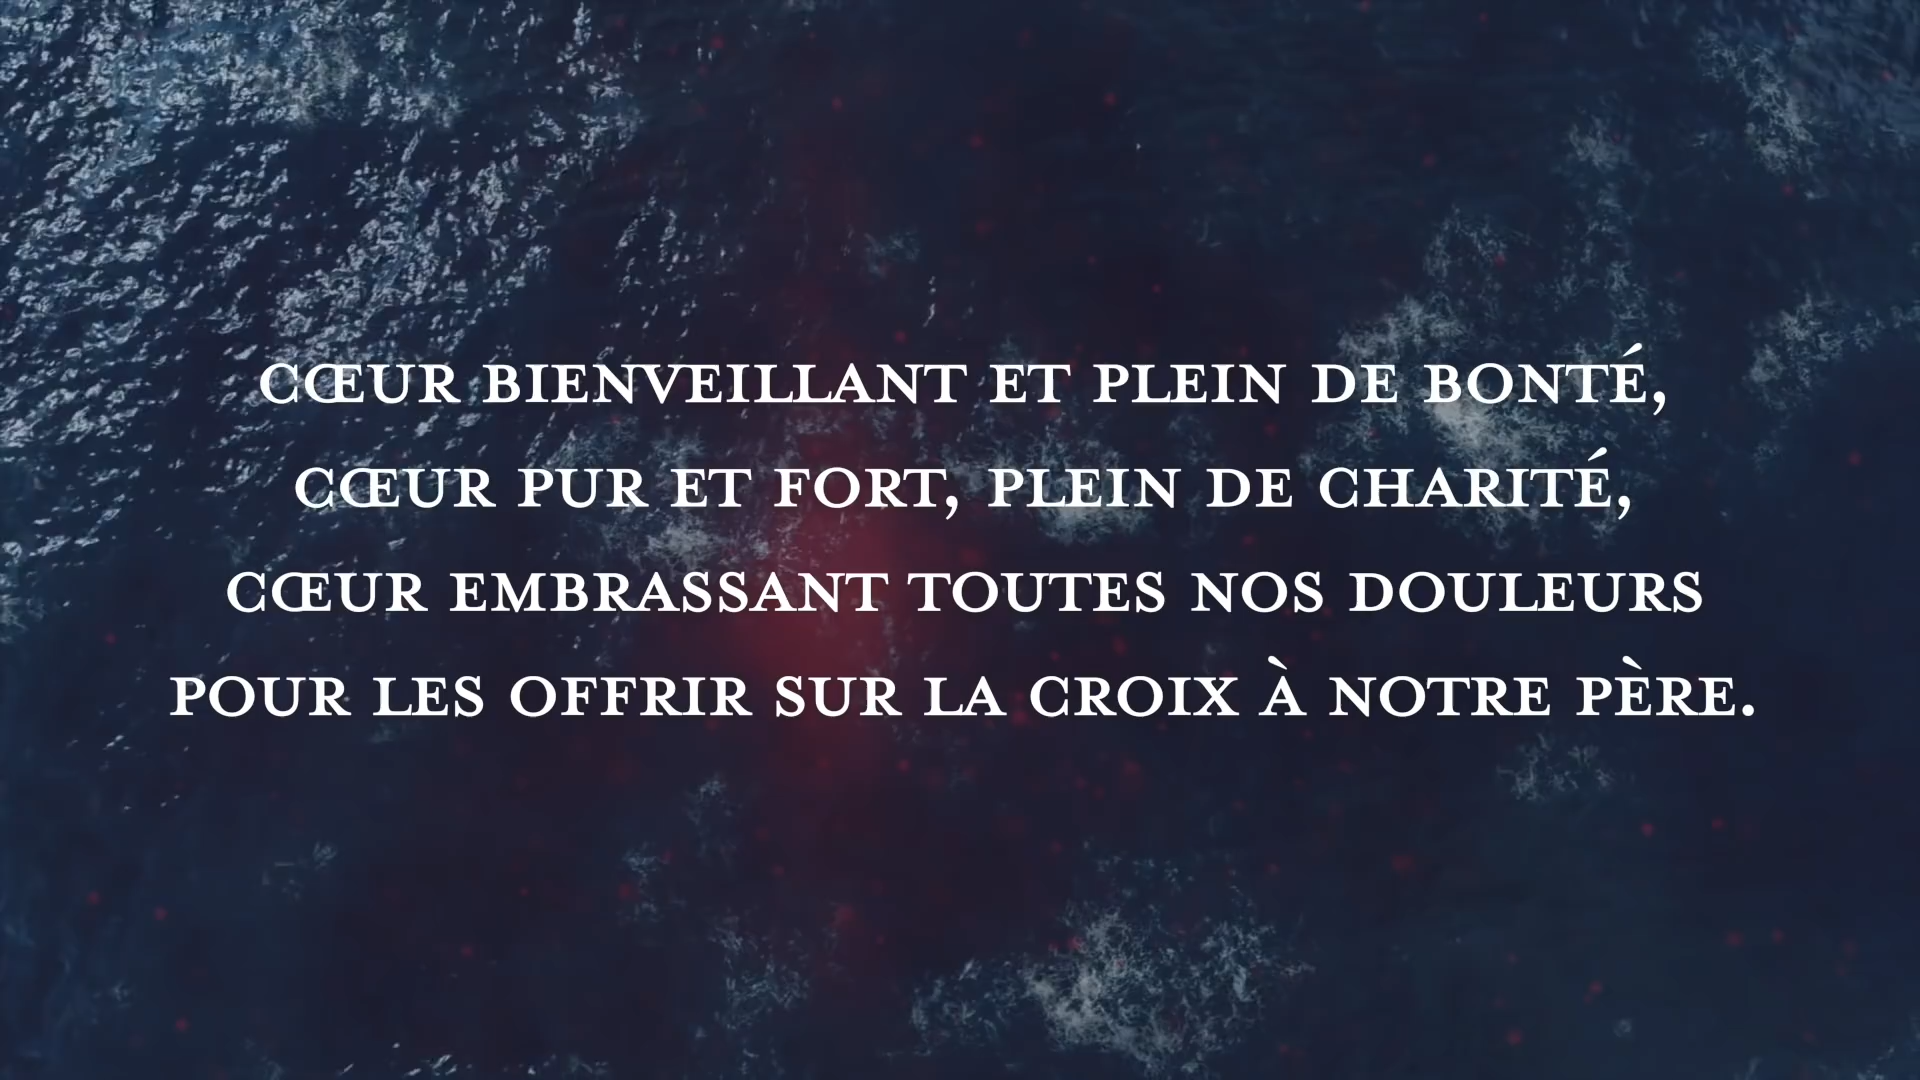 CŒUR BIENVEILLANT ET PLEIN DE BONTÉ,
CŒUR PUR ET FORT, PLEIN DE CHARITÉ,
CŒUR EMBRASSANT TOUTES NOS DOULEURS
POUR LES OFFRIR SUR LA CROIX À NOTRE PÈRE.